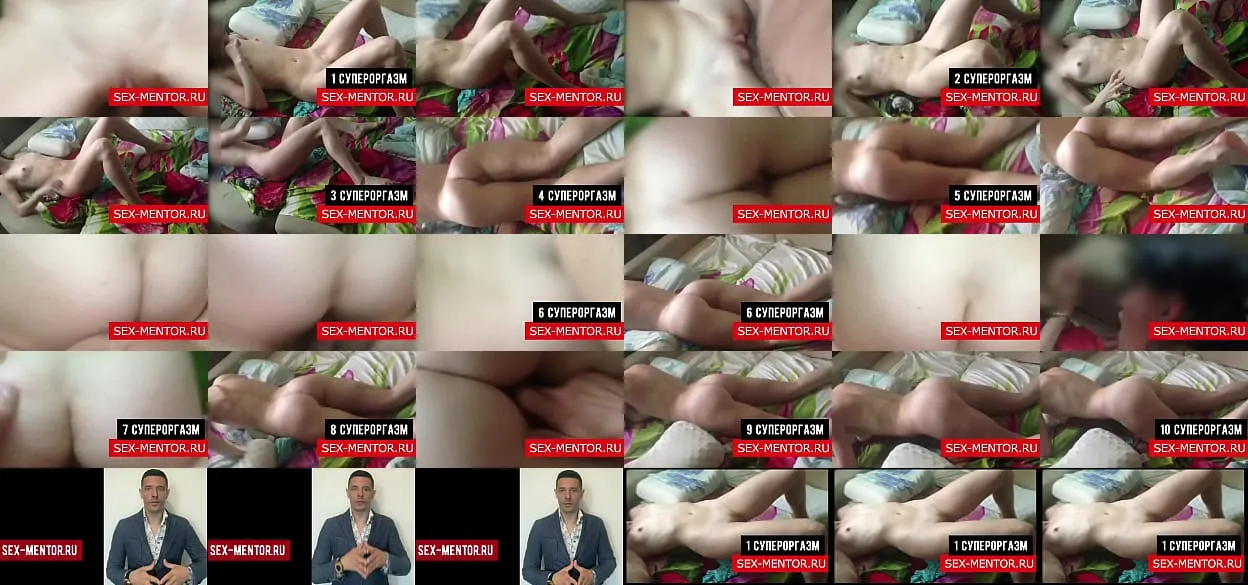 SEX-MENTOR.RU
1 СУПЕРОРГАЗМ
SEX-MENTOR.RU
SEX-MENTOR.RU
SEX-MENTOR.RU
2 СУПЕРОРГАЗМ
SEX-MENTOR.RU
SEX-MENTOR.RU
SEX-MENTOR.RU
3 СУПЕРОРГАЗМ
SEX-MENTOR.RU
4 СУПЕРОРГАЗМ
SEX-MENTOR.RU
SEX-MENTOR.RU
5 СУПЕРОРГАЗМ
SEX-MENTOR.RU
SEX-MENTOR.RU
SEX-MENTOR.RU
SEX-MENTOR.RU
6 СУПЕРОРГАЗМ
SEX-MENTOR.RU
6 СУПЕРОРГАЗМ
SEX-MENTOR.RU
SEX-MENTOR.RU
SEX-MENTOR.RU
7 СУПЕРОРГАЗМ
SEX-MENTOR.RU
8 СУПЕРОРГАЗМ
SEX-MENTOR.RU
SEX-MENTOR.RU
9 СУПЕРОРГАЗМ
SEX-MENTOR.RU
SEX-MENTOR.RU
10 СУПЕРОРГАЗМ
SEX-MENTOR.RU
SEX-MENTOR.RU
SEX-MENTOR.RU
SEX-MENTOR.RU
1 СУПЕРОРГАЗМ
SEX-MENTOR.RU
1 СУПЕРОРГАЗМ
SEX-MENTOR.RU
1 СУПЕРОРГАЗМ
SEX-MENTOR.RU